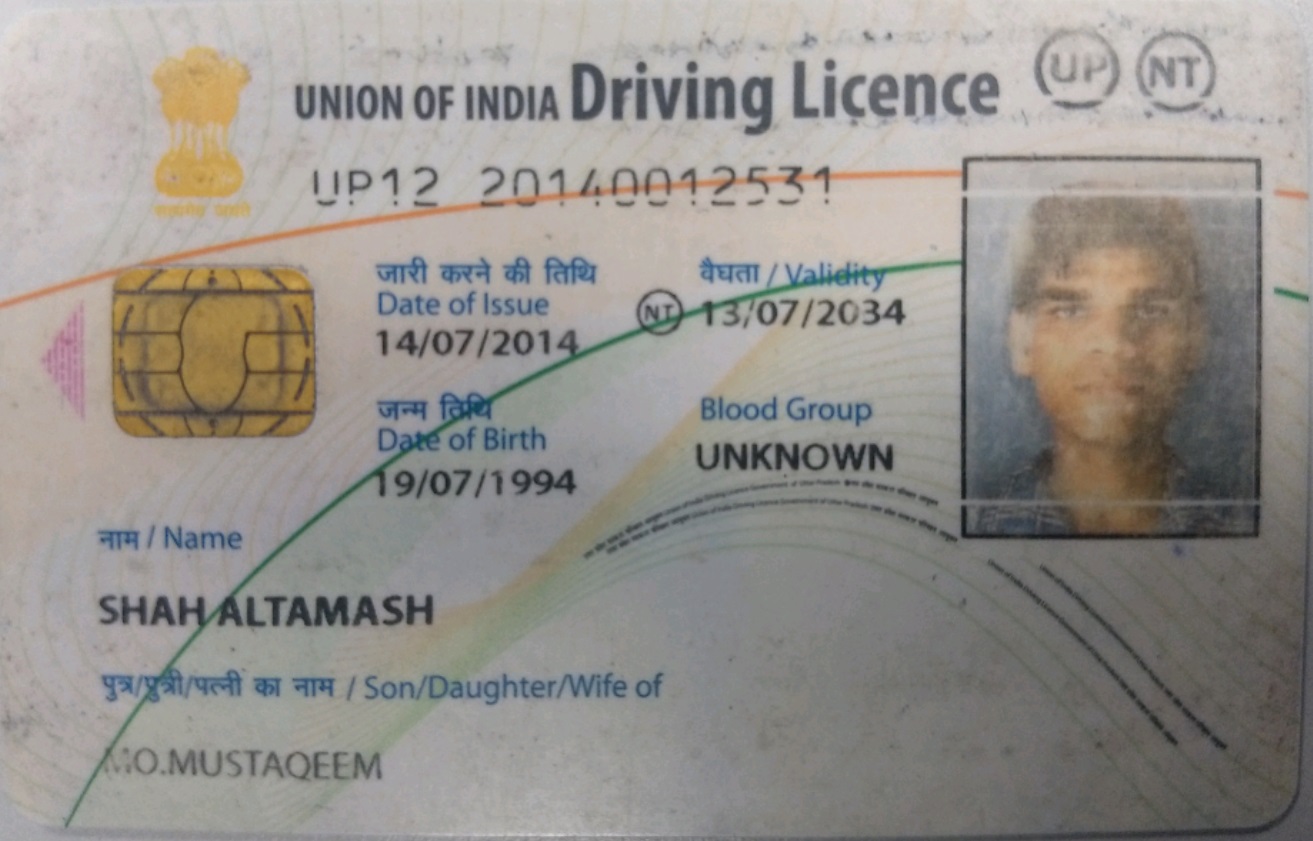 UNION OF INDIA Driving Licence UP NT
सत्यमेव जयते
UP12 20140012531
जारी करने की तिथि
Date of Issue
14/07/2014
वैघता / Validity
NT 13/07/2034
जन्म तिथि
Date of Birth
19/07/1994
Blood Group
UNKNOWN
नाम / Name
SHAH ALTAMASH
पुत्र/पुत्री/पत्नी का नाम / Son/Daughter/Wife of
MO.MUSTAQEEM